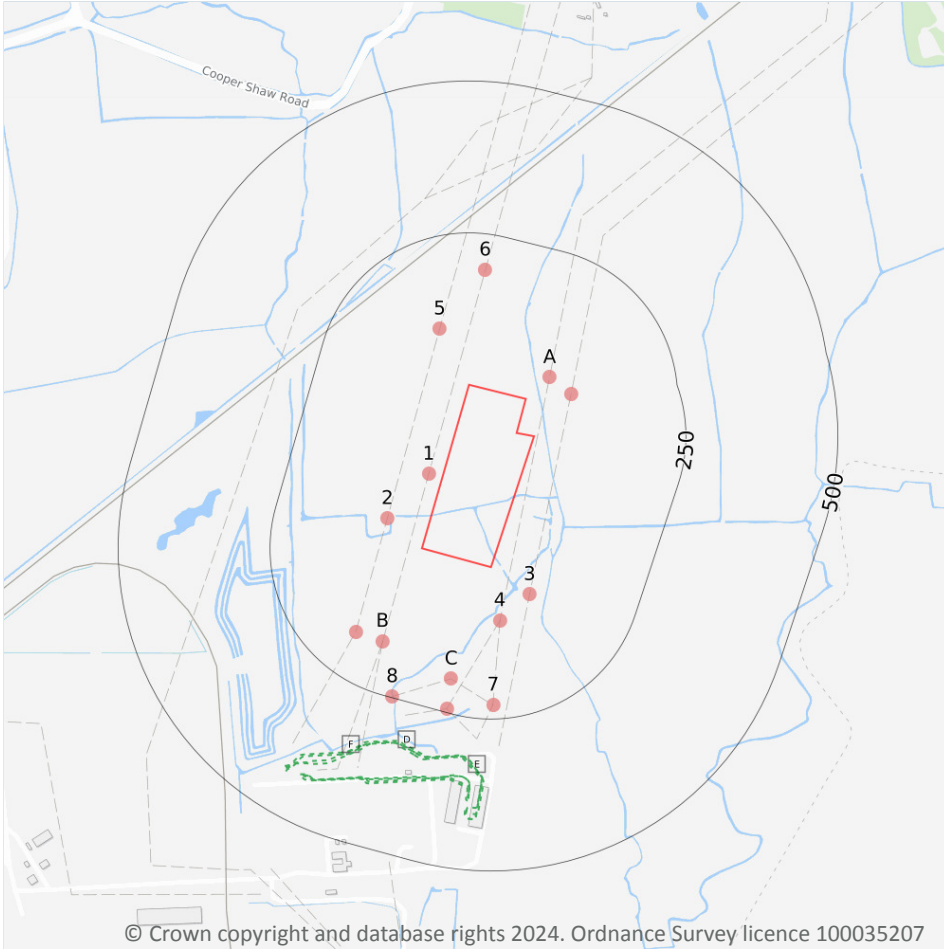 Cooper Shaw Road
6
5
A
250
1
500
2
3
4
B
C
8
7
F
D
E
© Crown copyright and database rights 2024. Ordnance Survey licence 100035207